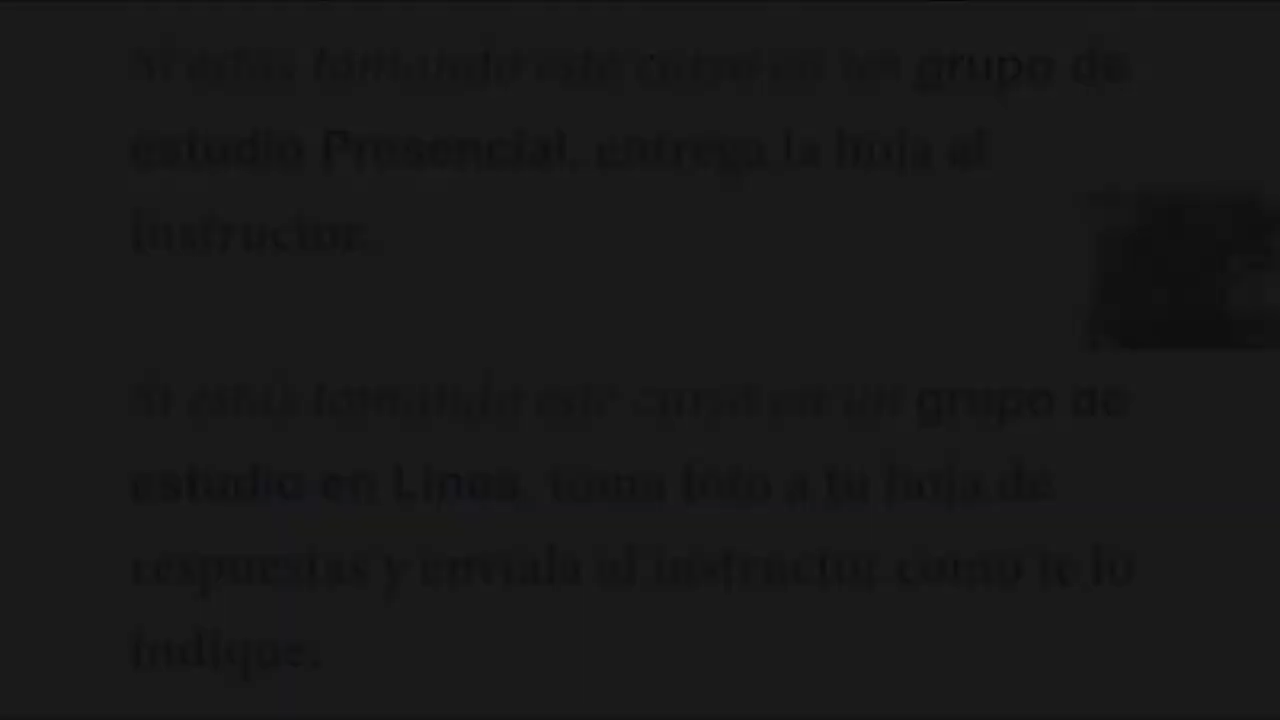 Si estás tomando este curso en un grupo de
estudio Presencial, entrega la hoja al
instructor.
Si estás tomando este curso en un grupo de
estudio en Línea, toma foto a tu hoja de
respuestas y envíala al instructor como te lo
indique.